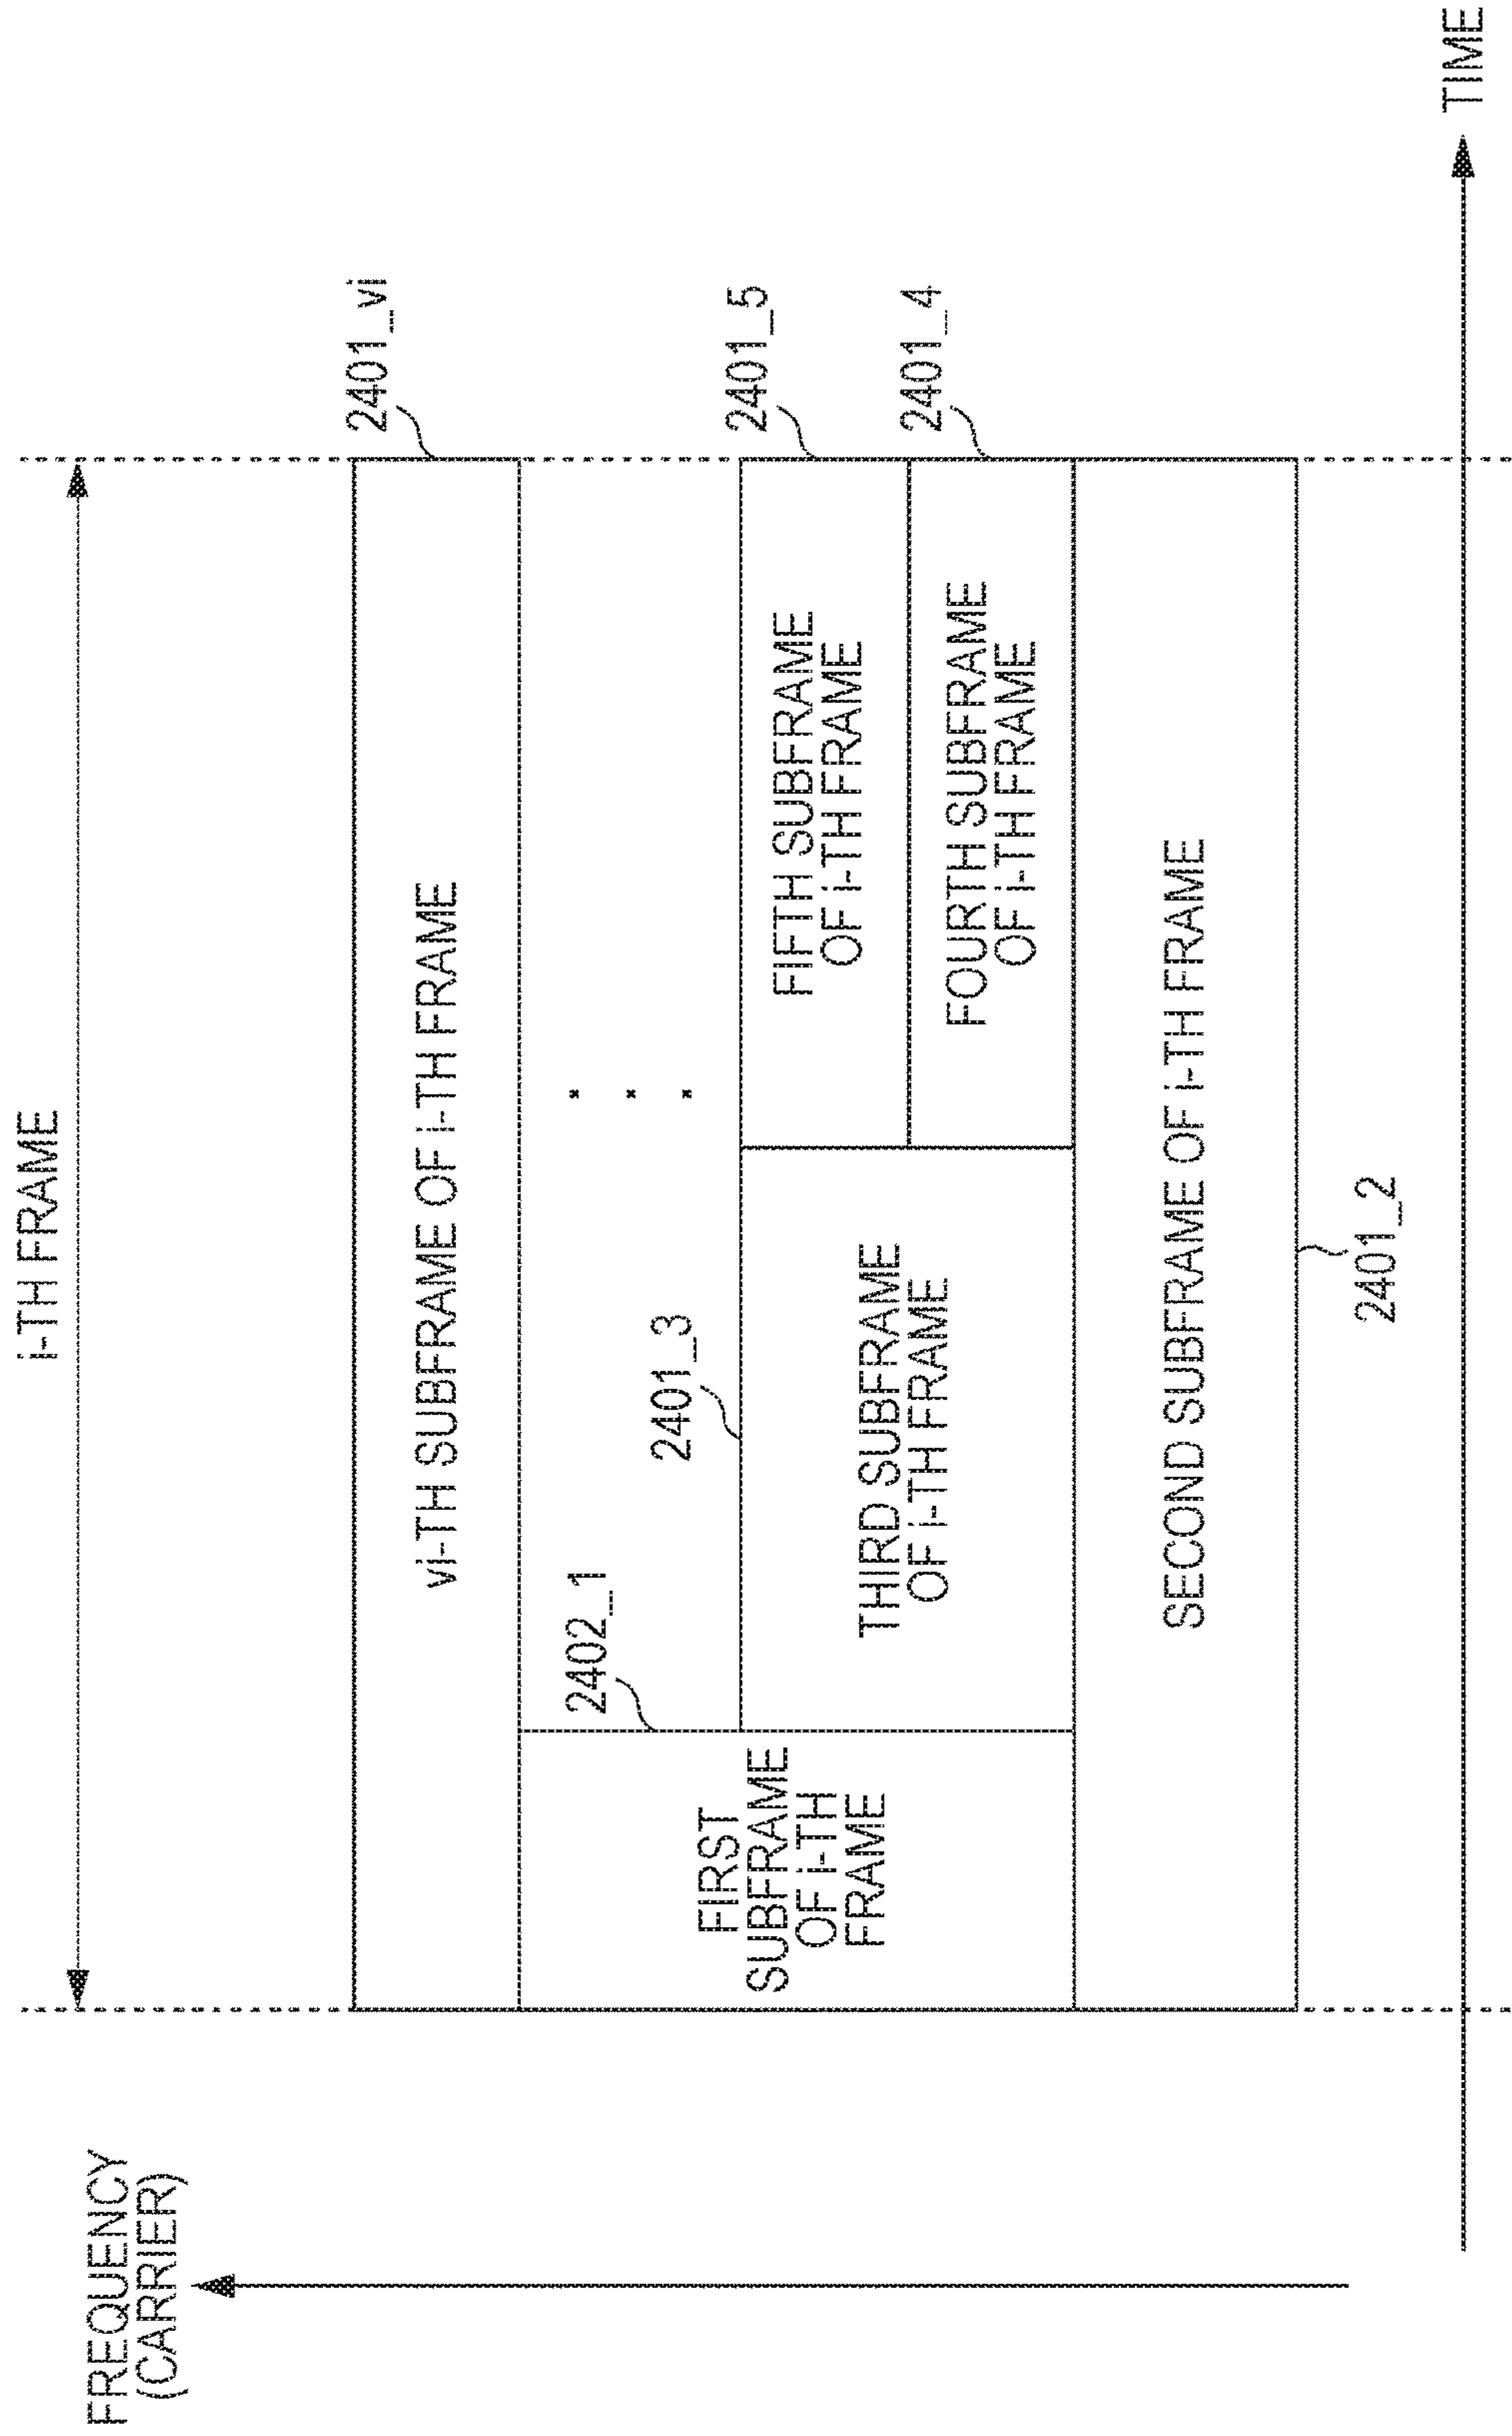 i-TH FRAME
FREQUENCY
(CARRIER)
2401_vi
vi-TH SUBFRAME OF i-TH FRAME
2402_1
2401_3
2401_5
FIRST
SUBFRAME
OF i-TH
FRAME
THIRD SUBFRAME
OF i-TH FRAME
FIFTH SUBFRAME
OF i-TH FRAME
2401_4
FOURTH SUBFRAME
OF i-TH FRAME
SECOND SUBFRAME OF i-TH FRAME
2401_2
TIME